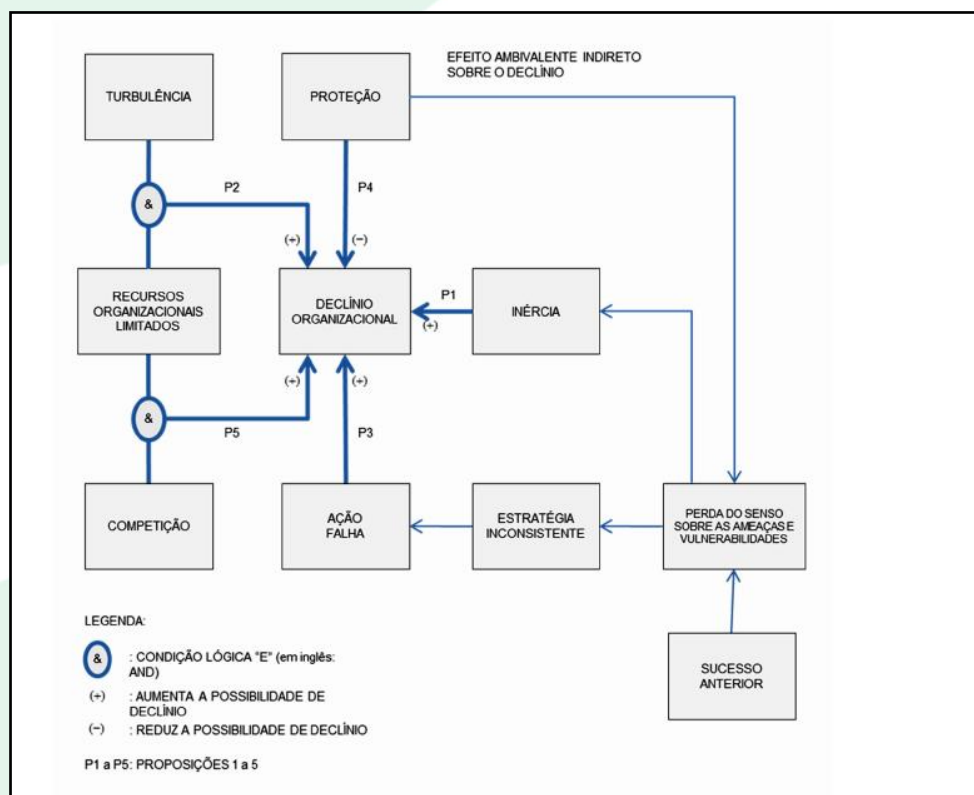 EFEITO AMBIVALENTE INDIRETO
SOBRE O DECLÍNIO
TURBULÊNCIA
PROTEÇÃO
P2
P4
&
(+)
(−)
RECURSOS
ORGANIZACIONAIS
LIMITADOS
DECLÍNIO
ORGANIZACIONAL
P1
(+)
INÉRCIA
(+)
(+)
&
P5
P3
COMPETIÇÃO
AÇÃO
FALHA
ESTRATÉGIA
INCONSISTENTE
PERDA DO SENSO
SOBRE AS AMEAÇAS E
VULNERABILIDADES
SUCESSO
ANTERIOR
LEGENDA:
& : CONDIÇÃO LÓGICA "E" (em inglês:
AND)
(+) : AUMENTA A POSSIBILIDADE DE
DECLÍNIO
(−) : REDUZ A POSSIBILIDADE DE DECLÍNIO
P1 a P5: PROPOSIÇÕES 1 a 5